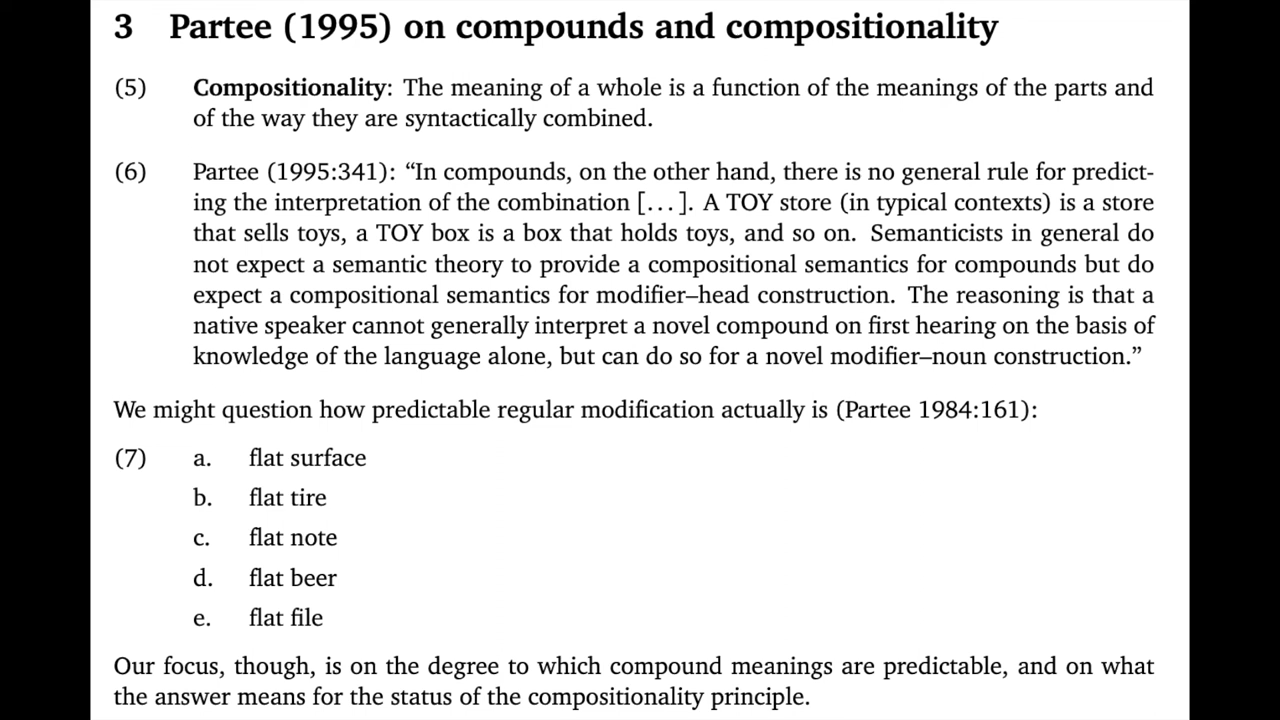 3 Partee (1995) on compounds and compositionality
(5) Compositionality: The meaning of a whole is a function of the meanings of the parts and
of the way they are syntactically combined.
(6) Partee (1995:341): “In compounds, on the other hand, there is no general rule for predict-
ing the interpretation of the combination [...]. A TOY store (in typical contexts) is a store
that sells toys, a TOY box is a box that holds toys, and so on. Semanticists in general do
not expect a semantic theory to provide a compositional semantics for compounds but do
expect a compositional semantics for modifier–head construction. The reasoning is that a
native speaker cannot generally interpret a novel compound on first hearing on the basis of
knowledge of the language alone, but can do so for a novel modifier–noun construction.”
We might question how predictable regular modification actually is (Partee 1984:161):
(7) a. flat surface
b. flat tire
c. flat note
d. flat beer
e. flat file
Our focus, though, is on the degree to which compound meanings are predictable, and on what
the answer means for the status of the compositionality principle.